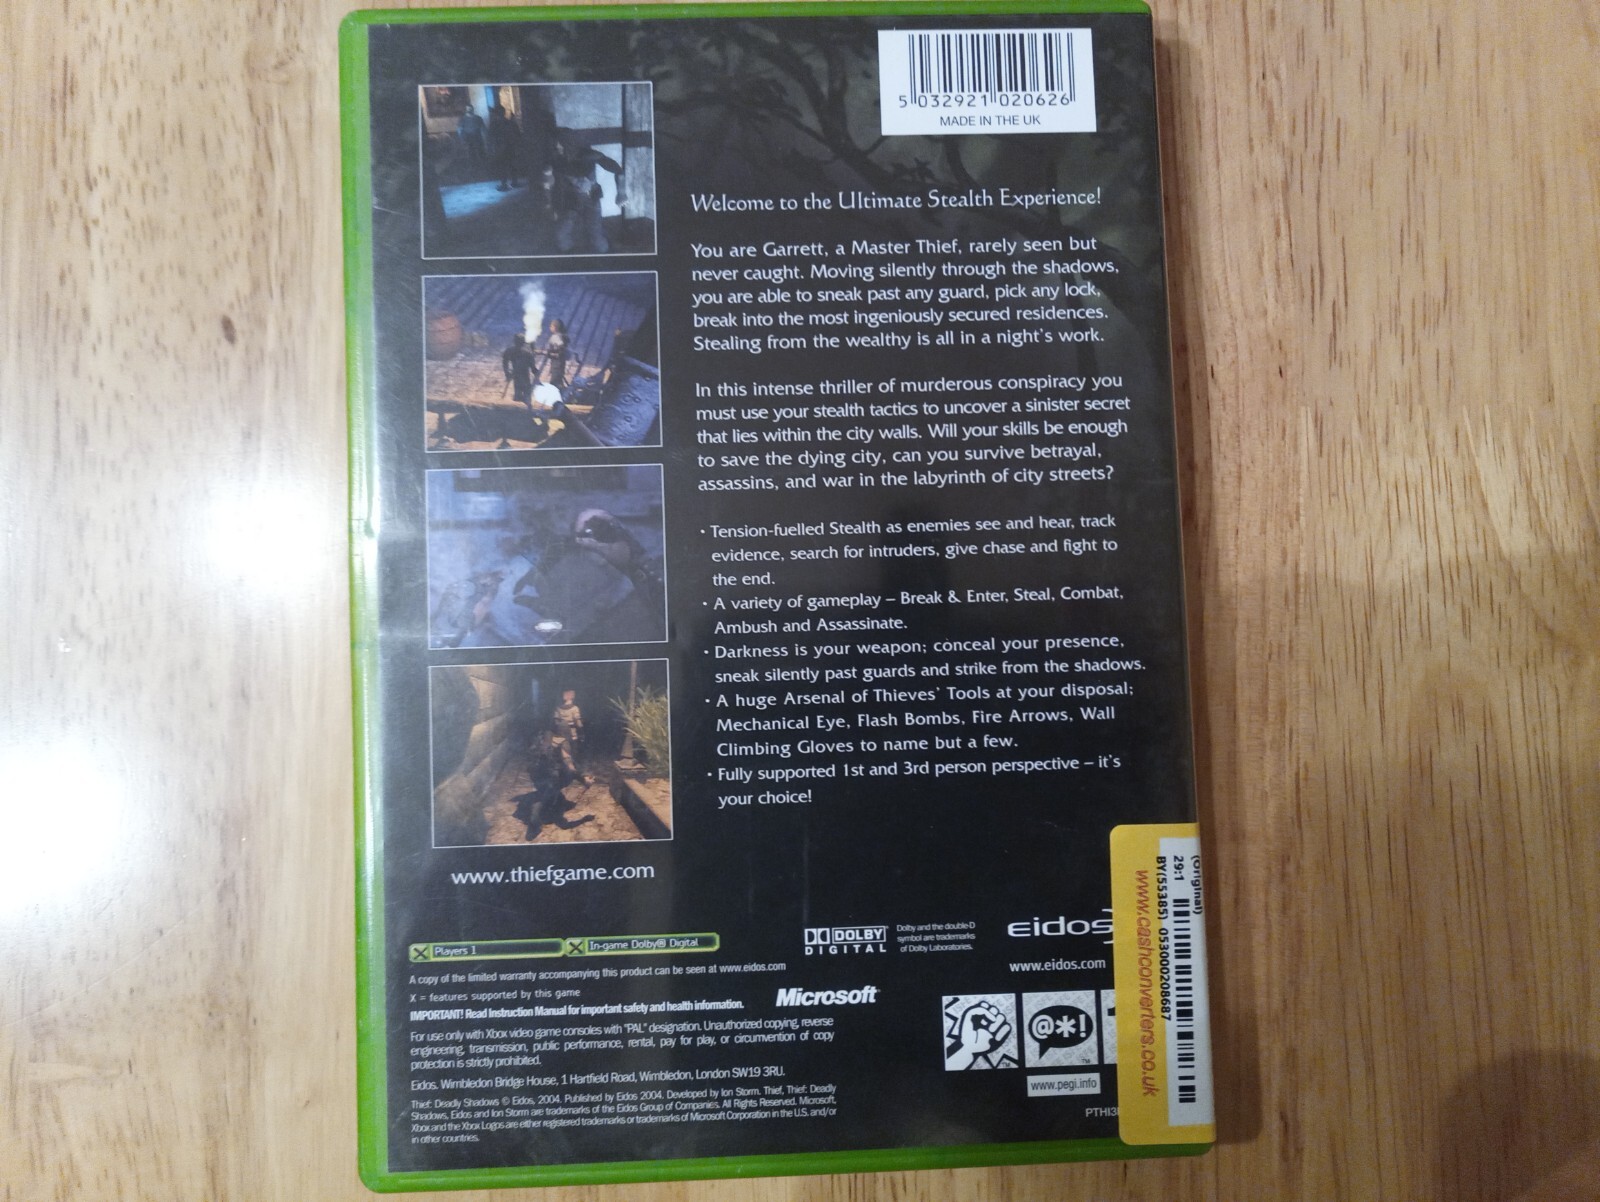 5 032921 020626
MADE IN THE UK
Welcome to the Ultimate Stealth Experience!
You are Garrett, a Master Thief, rarely seen but
never caught. Moving silently through the shadows,
you are able to sneak past any guard, pick any lock,
break into the most ingeniously secured residences.
Stealing from the wealthy is all in a night's work.
In this intense thriller of murderous conspiracy you
must use your stealth tactics to uncover a sinister secret
that lies within the city walls. Will your skills be enough
to save the dying city, can you survive betrayal,
assassins, and war in the labyrinth of city streets?
• Tension-fuelled Stealth as enemies see and hear, track
evidence, search for intruders, give chase and fight to
the end.
• A variety of gameplay – Break & Enter, Steal, Combat,
Ambush and Assassinate.
• Darkness is your weapon; conceal your presence,
sneak silently past guards and strike from the shadows.
• A huge Arsenal of Thieves' Tools at your disposal;
Mechanical Eye, Flash Bombs, Fire Arrows, Wall
Climbing Gloves to name but a few.
• Fully supported 1st and 3rd person perspective – it's
your choice!
www.thiefgame.com
Players 1
In-game Dolby® Digital
DOLBY
DIGITAL
Dolby and the double-D
symbol are trademarks
of Dolby Laboratories.
eidos
www.eidos.com
A copy of the limited warranty accompanying this product can be seen at www.eidos.com
X = features supported by this game
IMPORTANT! Read Instruction Manual for important safety and health information.
Microsoft
For use only with Xbox video game consoles with "PAL" designation. Unauthorized copying, reverse
engineering, transmission, public performance, rental, pay for play, or circumvention of copy
protection is strictly prohibited.
Eidos. Wimbledon Bridge House, 1 Hartfield Road, Wimbledon, London SW19 3RU.
Thief: Deadly Shadows © Eidos, 2004. Published by Eidos 2004. Developed by Ion Storm. Thief, Thief: Deadly
Shadows, Eidos and Ion Storm are trademarks of the Eidos Group of Companies. All Rights Reserved. Microsoft,
Xbox and the Xbox Logos are either registered trademarks or trademarks of Microsoft Corporation in the U.S. and/or
in other countries.
@*!
TM
TM
www.pegi.info
PTHI3
(Original)
29:1
BY(55385) 053000208687
www.cashconverters.co.uk